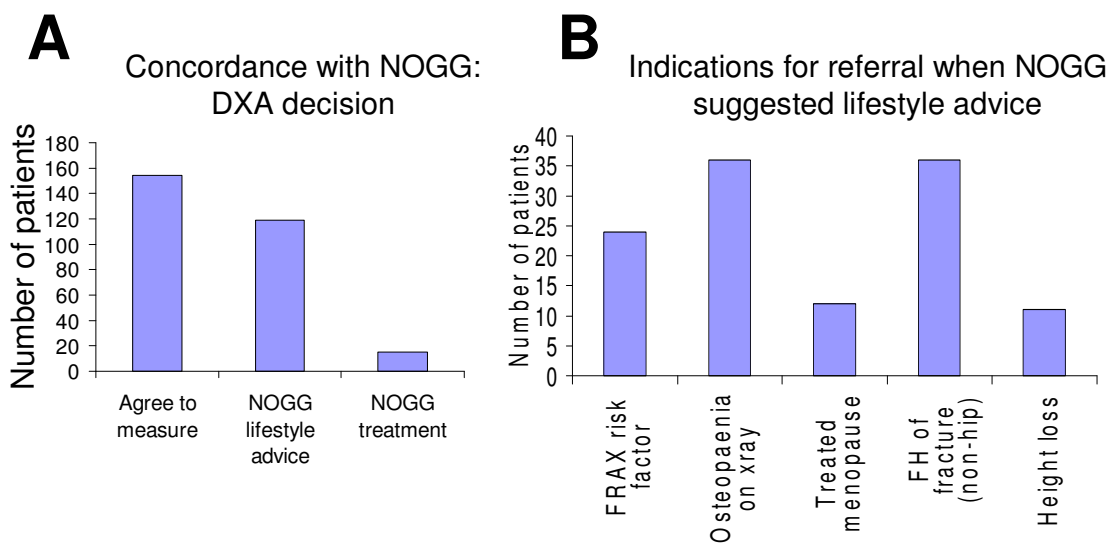 A
Concordance with NOGG:
DXA decision
Number of patients
180
160
140
120
100
80
60
40
20
0
Agree to
measure
NOGG
lifestyle
advice
NOGG
treatment
B
Indications for referral when NOGG
suggested lifestyle advice
Number of patients
40
35
30
25
20
15
10
5
0
FRAX risk
factor
Osteopaenia
on xray
Treated
menopause
FH of
fracture
(non-hip)
Height loss